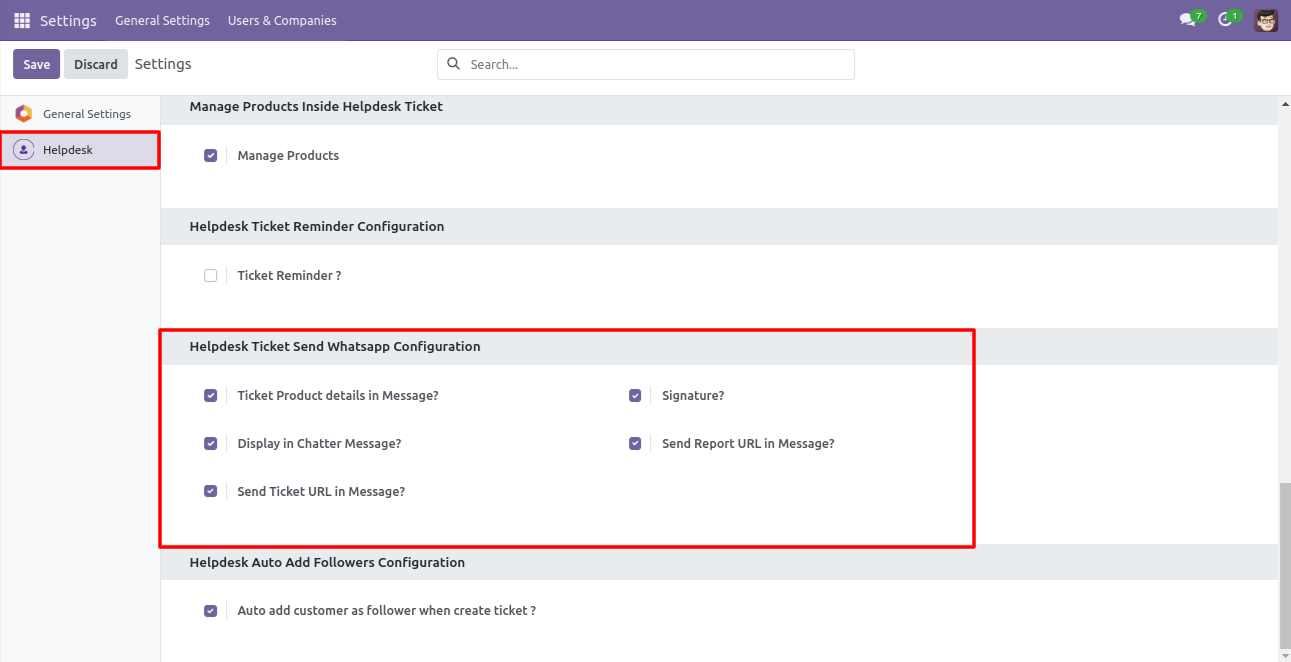 Settings General Settings Users & Companies 7 1
Save Discard Settings Search...
General Settings
Helpdesk
Manage Products Inside Helpdesk Ticket
Manage Products
Helpdesk Ticket Reminder Configuration
Ticket Reminder ?
Helpdesk Ticket Send Whatsapp Configuration
Ticket Product details in Message? Signature?
Display in Chatter Message? Send Report URL in Message?
Send Ticket URL in Message?
Helpdesk Auto Add Followers Configuration
Auto add customer as follower when create ticket ?